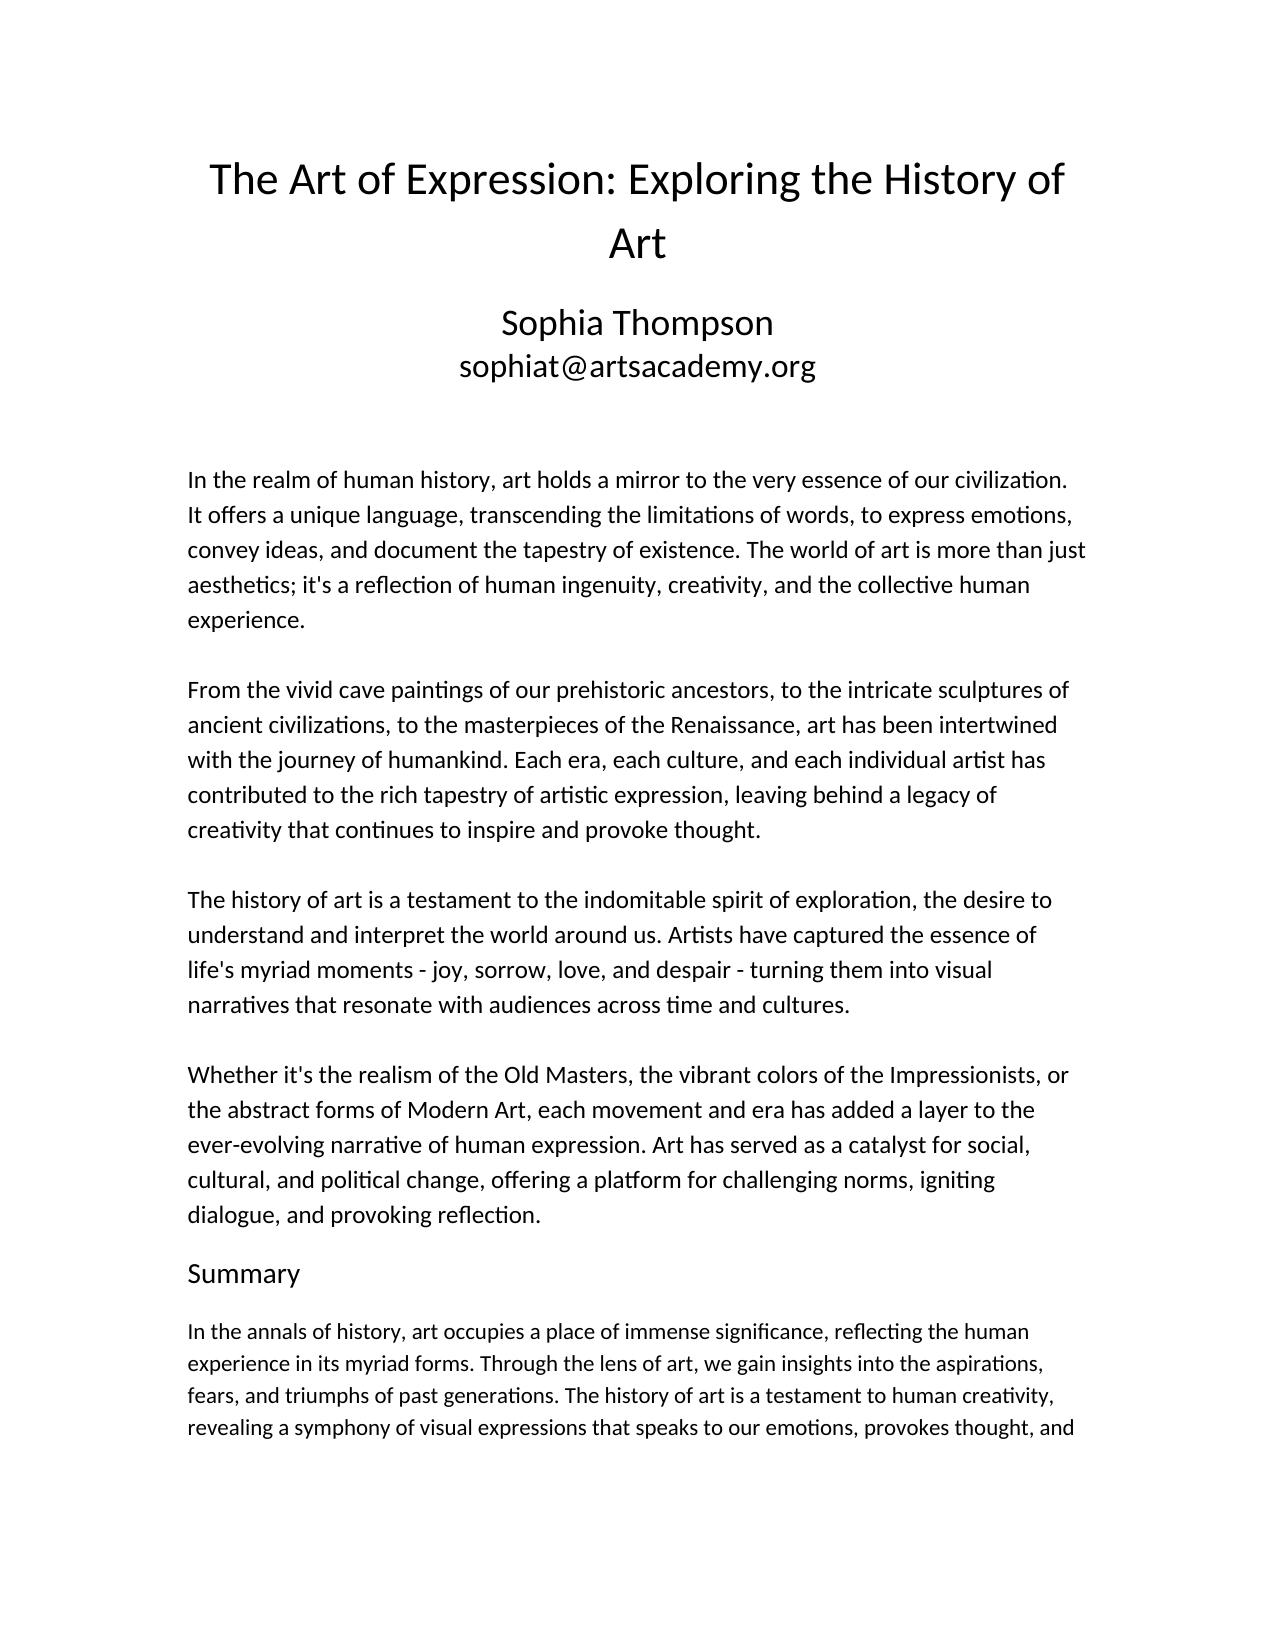 The Art of Expression: Exploring the History of
Art
Sophia Thompson
sophiat@artsacademy.org
In the realm of human history, art holds a mirror to the very essence of our civilization.
It offers a unique language, transcending the limitations of words, to express emotions,
convey ideas, and document the tapestry of existence. The world of art is more than just
aesthetics; it's a reflection of human ingenuity, creativity, and the collective human
experience.
From the vivid cave paintings of our prehistoric ancestors, to the intricate sculptures of
ancient civilizations, to the masterpieces of the Renaissance, art has been intertwined
with the journey of humankind. Each era, each culture, and each individual artist has
contributed to the rich tapestry of artistic expression, leaving behind a legacy of
creativity that continues to inspire and provoke thought.
The history of art is a testament to the indomitable spirit of exploration, the desire to
understand and interpret the world around us. Artists have captured the essence of
life's myriad moments - joy, sorrow, love, and despair - turning them into visual
narratives that resonate with audiences across time and cultures.
Whether it's the realism of the Old Masters, the vibrant colors of the Impressionists, or
the abstract forms of Modern Art, each movement and era has added a layer to the
ever-evolving narrative of human expression. Art has served as a catalyst for social,
cultural, and political change, offering a platform for challenging norms, igniting
dialogue, and provoking reflection.
Summary
In the annals of history, art occupies a place of immense significance, reflecting the human
experience in its myriad forms. Through the lens of art, we gain insights into the aspirations,
fears, and triumphs of past generations. The history of art is a testament to human creativity,
revealing a symphony of visual expressions that speaks to our emotions, provokes thought, and